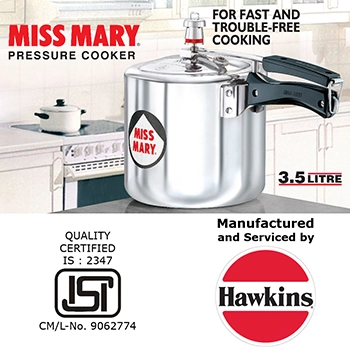 MISS MARY®
PRESSURE COOKER
FOR FAST AND
TROUBLE-FREE
COOKING
MISS
MARY
3.5 LITRE
QUALITY
CERTIFIED
IS : 2347
ISI
CM/L-No. 9062774
Manufactured
and Serviced by
Hawkins